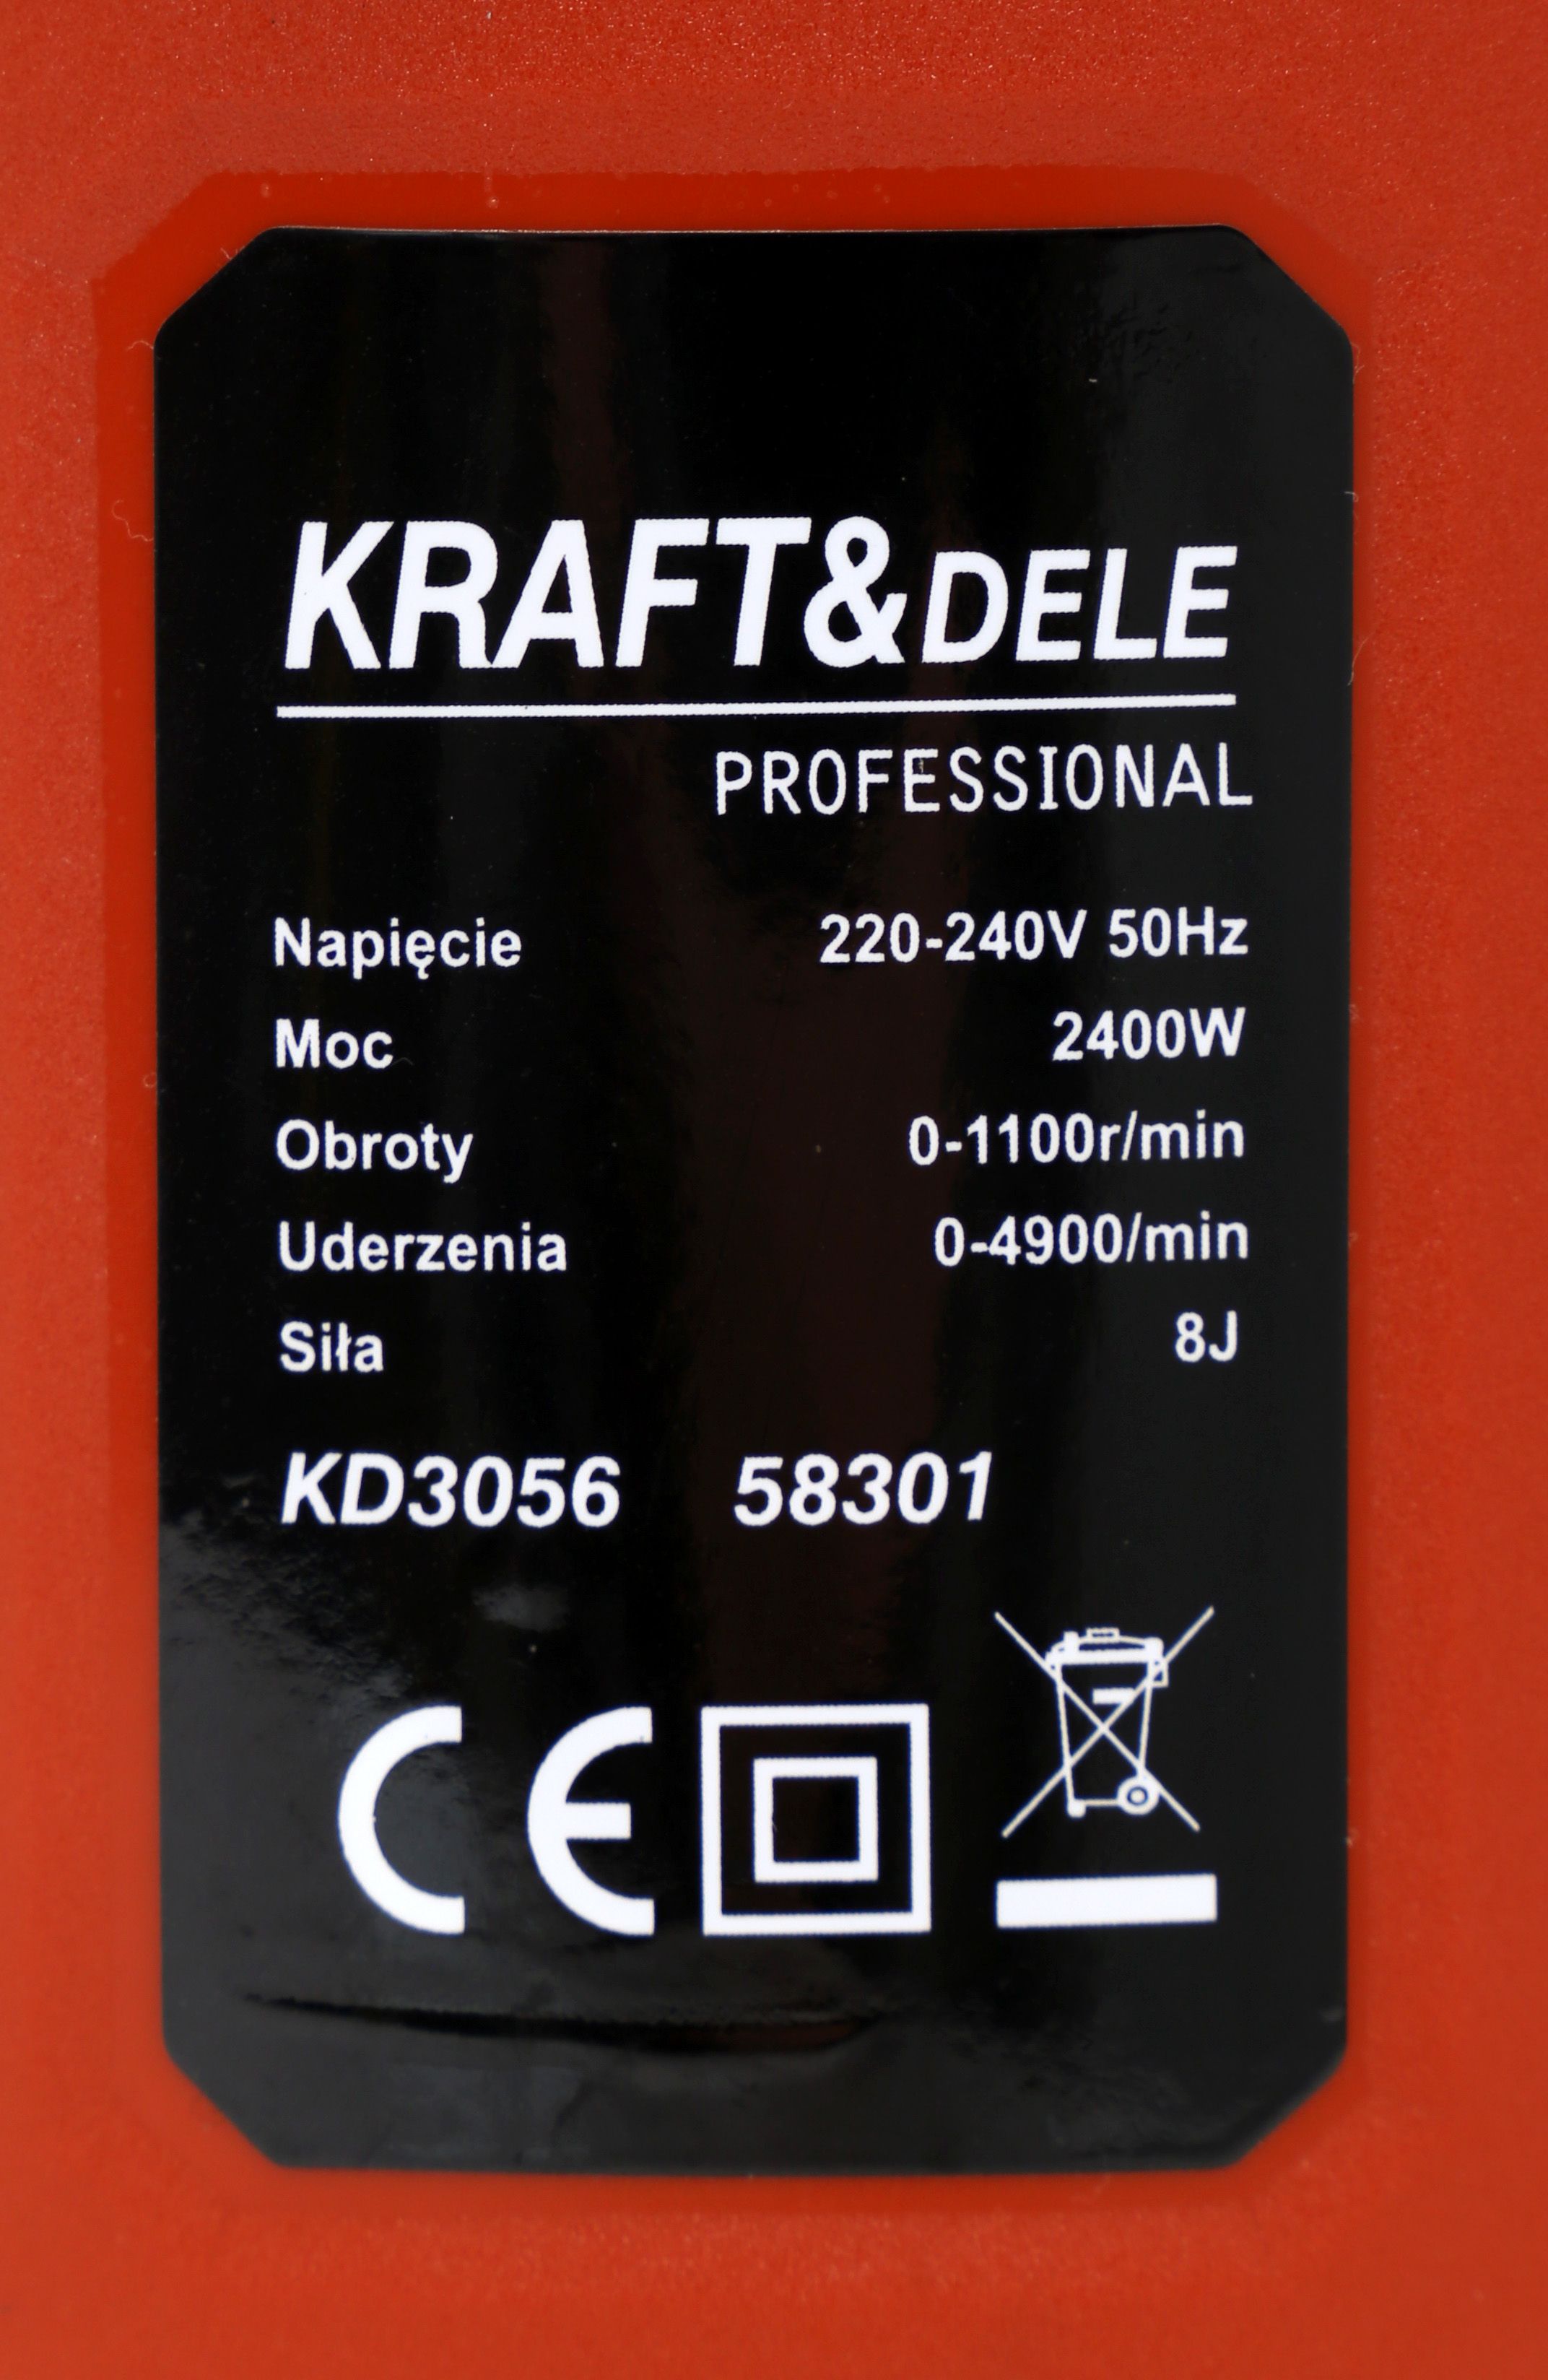 KRAFT&DELE
PROFESSIONAL
Napięcie 220-240V 50Hz
Moc 2400W
Obroty 0-1100r/min
Uderzenia 0-4900/min
Siła 8J
KD3056 58301
CE